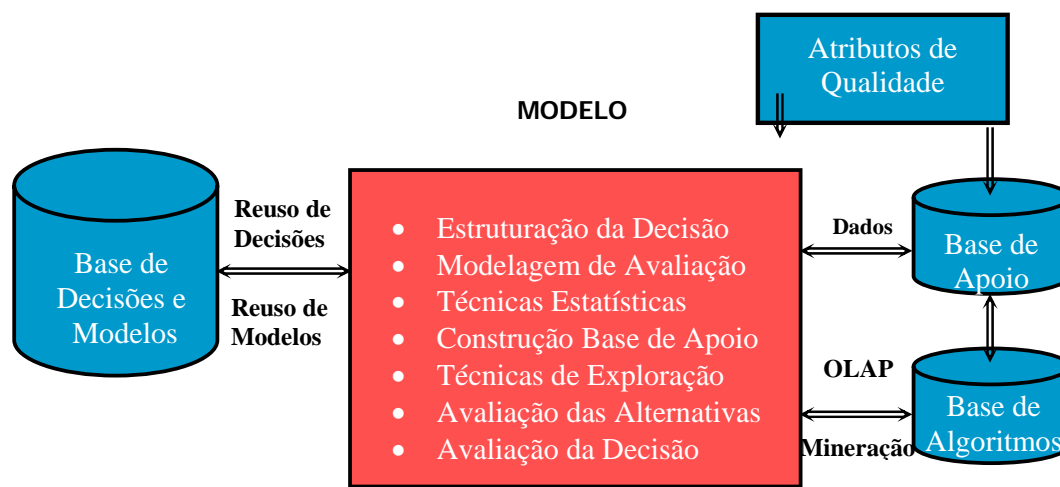 Atributos de
Qualidade
MODELO
Base de
Decisões e
Modelos
Reuso de
Decisões
Reuso de
Modelos
• Estruturação da Decisão
• Modelagem de Avaliação
• Técnicas Estatísticas
• Construção Base de Apoio
• Técnicas de Exploração
• Avaliação das Alternativas
• Avaliação da Decisão
Dados
Base de
Apoio
OLAP
Mineração
Base de
Algoritmos